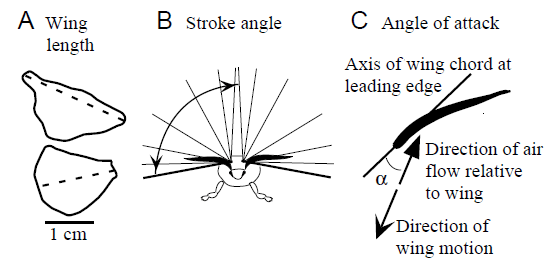 A Wing
length
1 cm
B Stroke angle
C Angle of attack
Axis of wing chord at
leading edge
α
Direction of air
flow relative
to wing
Direction of
wing motion